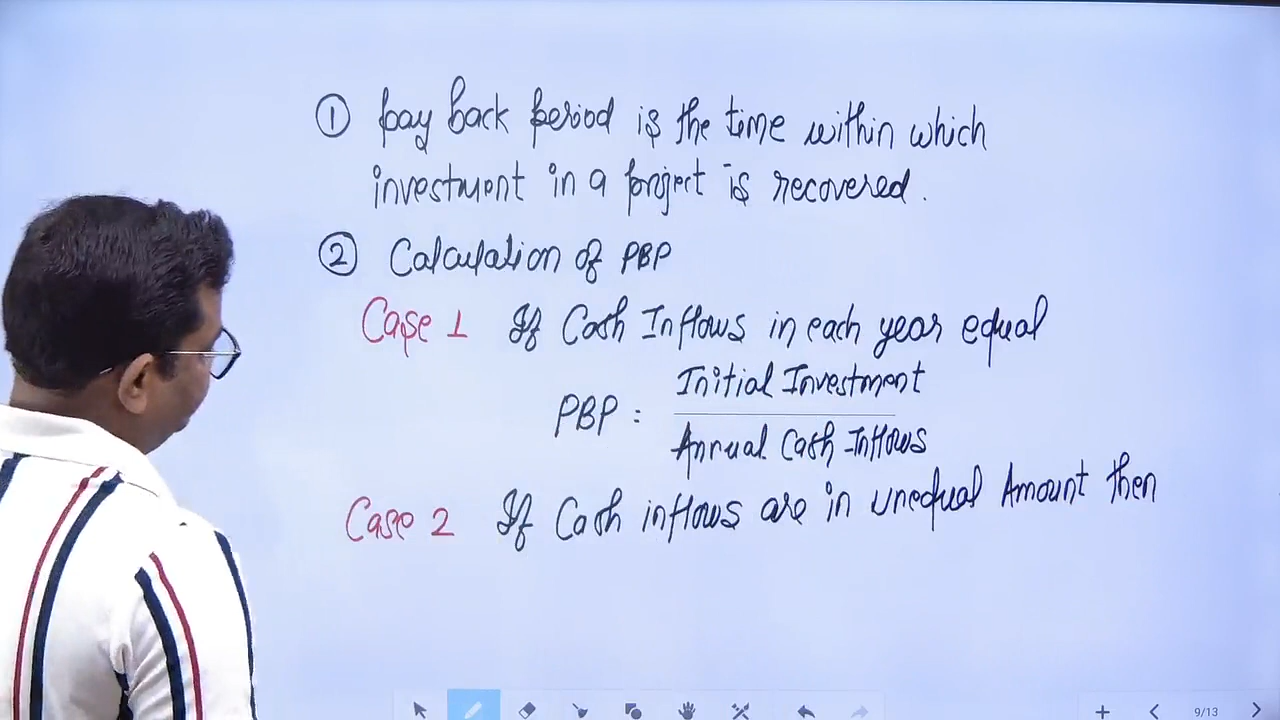 ① Pay back period is the time within which
investment in a project is recovered.
② Calculation of PBP
Case 1 If Cash Inflows in each year equal
PBP = Initial Investment
Annual Cash Inflows
Case 2 If Cash inflows are in unequal Amount then
9/13